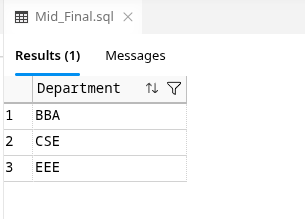 Mid_Final.sql
Results (1) Messages
Department
1 BBA
2 CSE
3 EEE